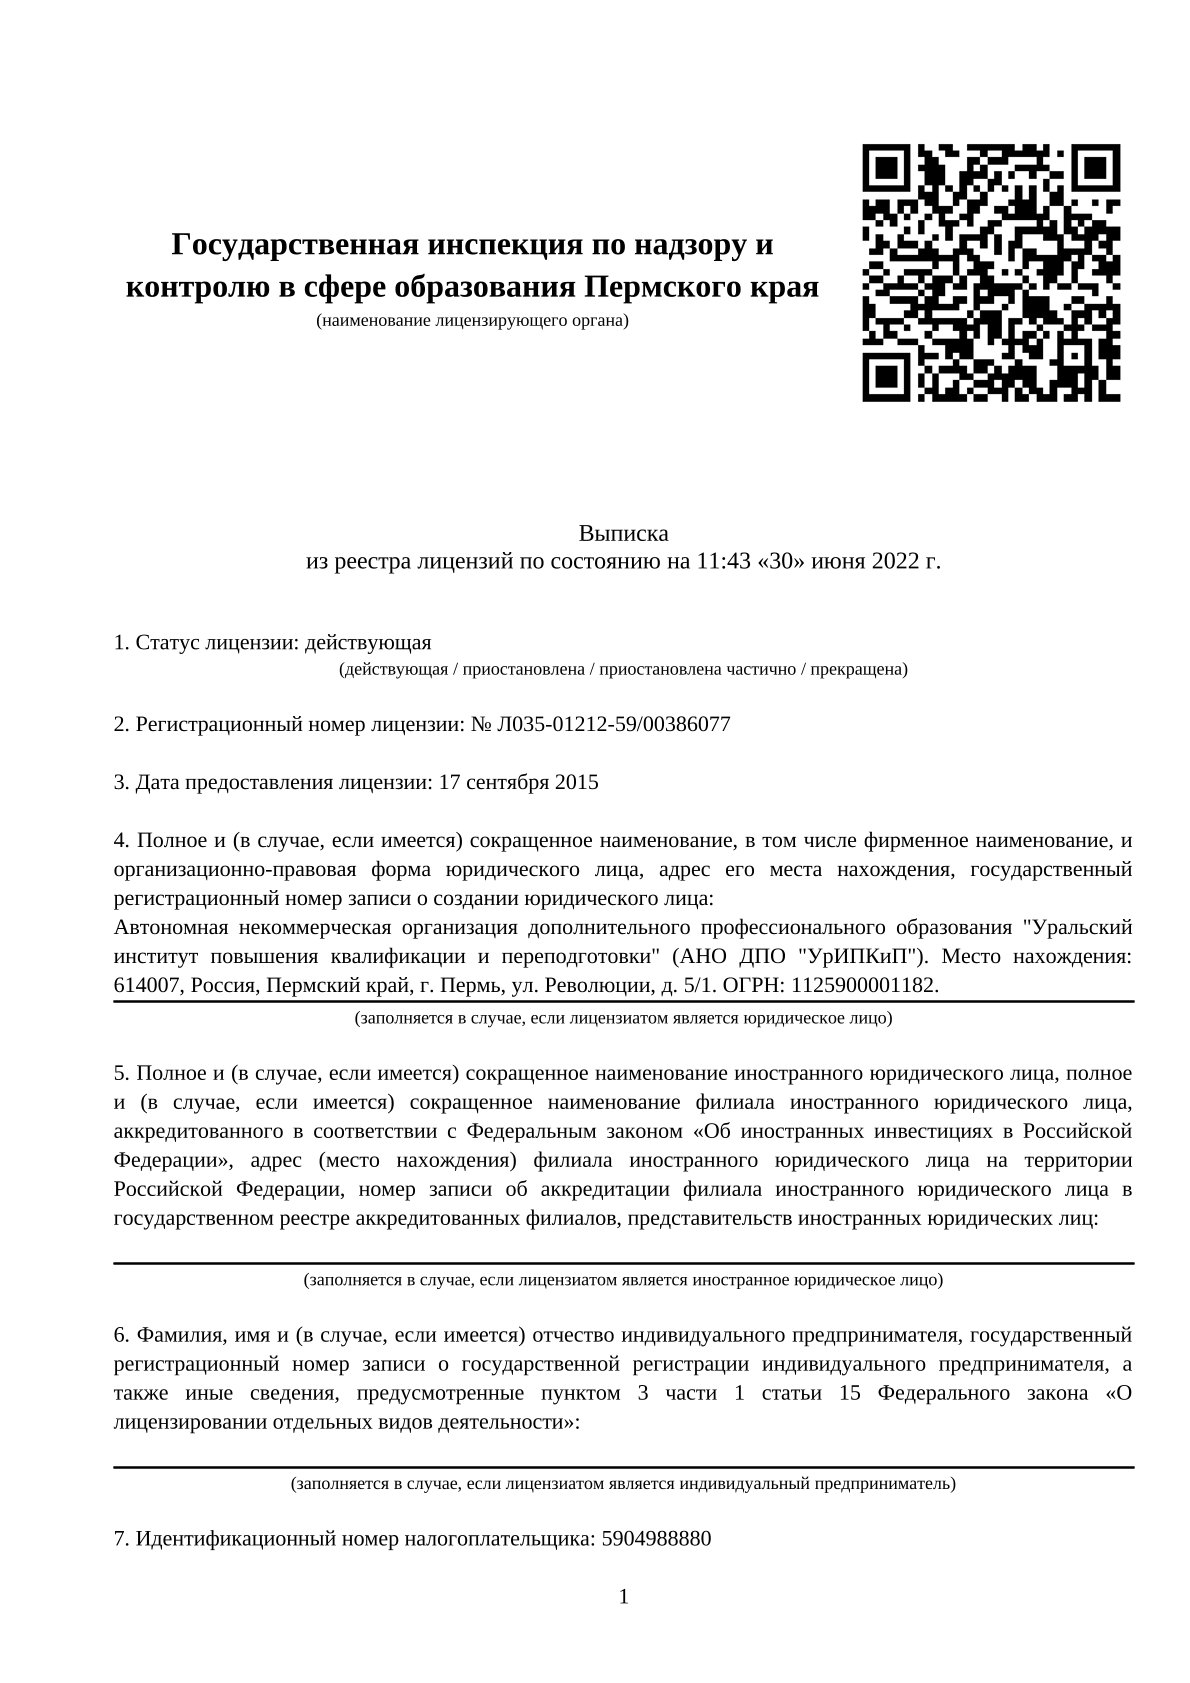 Государственная инспекция по надзору и
контролю в сфере образования Пермского края
(наименование лицензирующего органа)
Выписка
из реестра лицензий по состоянию на 11:43 «30» июня 2022 г.
1. Статус лицензии: действующая
(действующая / приостановлена / приостановлена частично / прекращена)
2. Регистрационный номер лицензии: № Л035-01212-59/00386077
3. Дата предоставления лицензии: 17 сентября 2015
4. Полное и (в случае, если имеется) сокращенное наименование, в том числе фирменное наименование, и
организационно-правовая форма юридического лица, адрес его места нахождения, государственный
регистрационный номер записи о создании юридического лица:
Автономная некоммерческая организация дополнительного профессионального образования "Уральский
институт повышения квалификации и переподготовки" (АНО ДПО "УрИПКиП"). Место нахождения:
614007, Россия, Пермский край, г. Пермь, ул. Революции, д. 5/1. ОГРН: 1125900001182.
(заполняется в случае, если лицензиатом является юридическое лицо)
5. Полное и (в случае, если имеется) сокращенное наименование иностранного юридического лица, полное
и (в случае, если имеется) сокращенное наименование филиала иностранного юридического лица,
аккредитованного в соответствии с Федеральным законом «Об иностранных инвестициях в Российской
Федерации», адрес (место нахождения) филиала иностранного юридического лица на территории
Российской Федерации, номер записи об аккредитации филиала иностранного юридического лица в
государственном реестре аккредитованных филиалов, представительств иностранных юридических лиц:
(заполняется в случае, если лицензиатом является иностранное юридическое лицо)
6. Фамилия, имя и (в случае, если имеется) отчество индивидуального предпринимателя, государственный
регистрационный номер записи о государственной регистрации индивидуального предпринимателя, а
также иные сведения, предусмотренные пунктом 3 части 1 статьи 15 Федерального закона «О
лицензировании отдельных видов деятельности»:
(заполняется в случае, если лицензиатом является индивидуальный предприниматель)
7. Идентификационный номер налогоплательщика: 5904988880
1